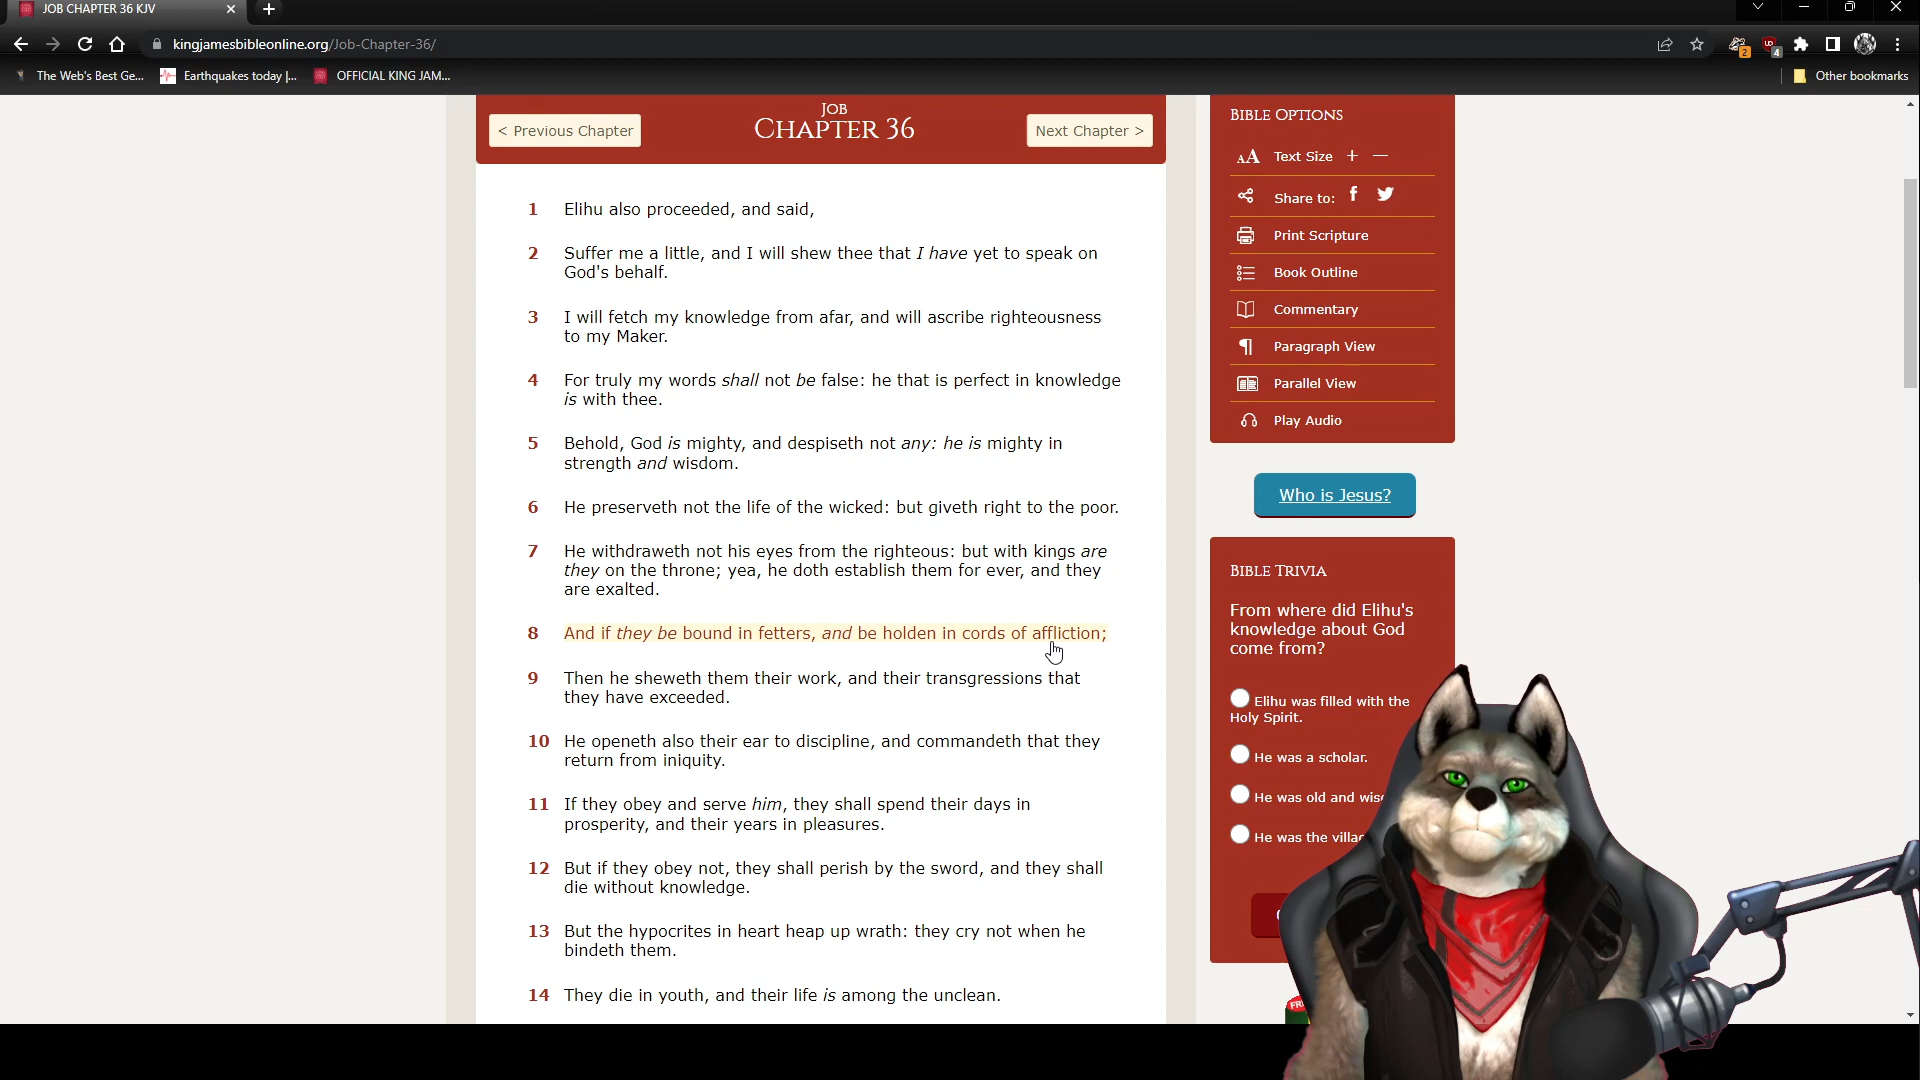 JOB CHAPTER 36 KJV
kingjamesbibleonline.org/Job-Chapter-36/
2
4
The Web's Best Ge...
Earthquakes today |...
OFFICIAL KING JAM...
Other bookmarks
JOB
CHAPTER 36
< Previous Chapter
Next Chapter >
1 Elihu also proceeded, and said,
2 Suffer me a little, and I will shew thee that I have yet to speak on
God's behalf.
3 I will fetch my knowledge from afar, and will ascribe righteousness
to my Maker.
4 For truly my words shall not be false: he that is perfect in knowledge
is with thee.
5 Behold, God is mighty, and despiseth not any: he is mighty in
strength and wisdom.
6 He preserveth not the life of the wicked: but giveth right to the poor.
7 He withdraweth not his eyes from the righteous: but with kings are
they on the throne; yea, he doth establish them for ever, and they
are exalted.
8 And if they be bound in fetters, and be holden in cords of affliction;
9 Then he sheweth them their work, and their transgressions that
they have exceeded.
10 He openeth also their ear to discipline, and commandeth that they
return from iniquity.
11 If they obey and serve him, they shall spend their days in
prosperity, and their years in pleasures.
12 But if they obey not, they shall perish by the sword, and they shall
die without knowledge.
13 But the hypocrites in heart heap up wrath: they cry not when he
bindeth them.
14 They die in youth, and their life is among the unclean.
BIBLE OPTIONS
AA Text Size + —
Share to:
Print Scripture
Book Outline
Commentary
Paragraph View
Parallel View
Play Audio
Who is Jesus?
BIBLE TRIVIA
From where did Elihu's
knowledge about God
come from?
Elihu was filled with the
Holy Spirit.
He was a scholar.
He was old and wis
He was the villa